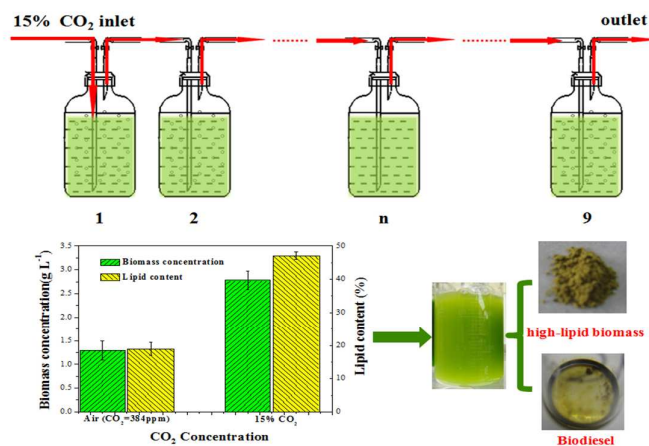 15% CO2 inlet
outlet
1
2
n
9
Biomass concentration(g L-1)
3.5
3.0
2.5
2.0
1.5
1.0
0.5
0.0
Biomass concentration
Lipid content
50
40
30
20
10
0
Lipid content (%)
Air (CO2=384ppm)
15% CO2
CO2 Concentration
high-lipid biomass
Biodiesel